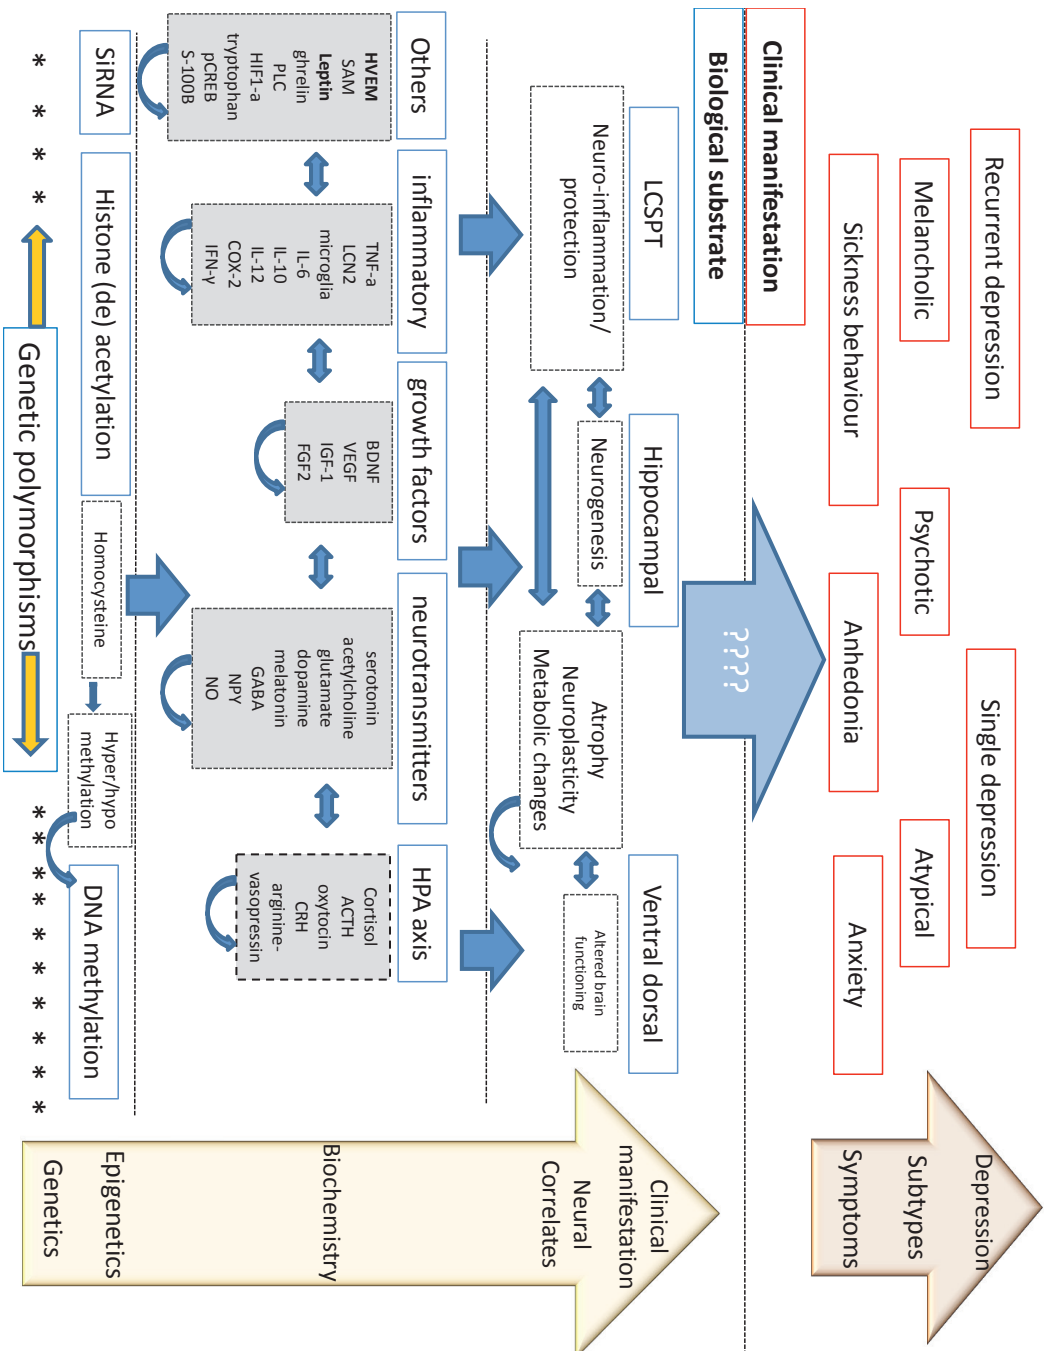 Recurrent depression
Single depression
Depression
Melancholic
Psychotic
Atypical
Subtypes
Sickness behaviour
Anhedonia
Anxiety
Symptoms
Clinical manifestation
Biological substrate
????
LCSPT
Hippocampal
Ventral dorsal
Clinical
manifestation
Neuro-inflammation/
protection
Neurogenesis
Atrophy
Neuroplasticity
Metabolic changes
Altered brain
functioning
Neural
Correlates
Others
inflammatory
growth factors
neurotransmitters
HPA axis
HVEM
SAM
Leptin
ghrelin
PLC
HIF1-a
tryptophan
pCREB
S-100B
TNF-a
LCN2
microglia
IL-6
IL-10
IL-12
COX-2
IFN-γ
BDNF
VEGF
IGF-1
FGF2
serotonin
acetylcholine
glutamate
dopamine
melatonin
GABA
NPY
NO
Cortisol
ACTH
oxytocin
CRH
arginine-
vasopressin
Biochemistry
SiRNA
Histone (de) acetylation
Homocysteine
Hyper/hypo
methylation
DNA methylation
Epigenetics
* * * *
Genetic polymorphisms
* * * * * * * * * * *
Genetics